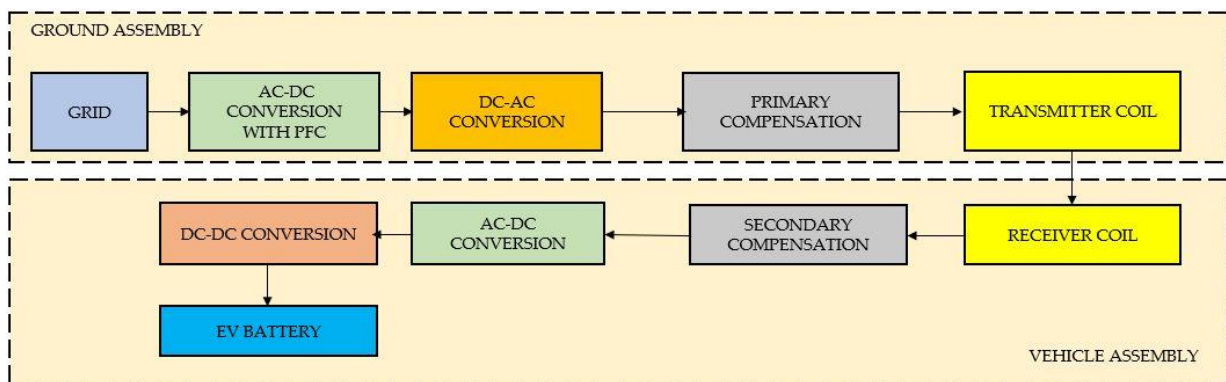 GROUND ASSEMBLY
GRID
AC-DC
CONVERSION
WITH PFC
DC-AC
CONVERSION
PRIMARY
COMPENSATION
TRANSMITTER COIL
DC-DC CONVERSION
AC-DC
CONVERSION
SECONDARY
COMPENSATION
RECEIVER COIL
EV BATTERY
VEHICLE ASSEMBLY